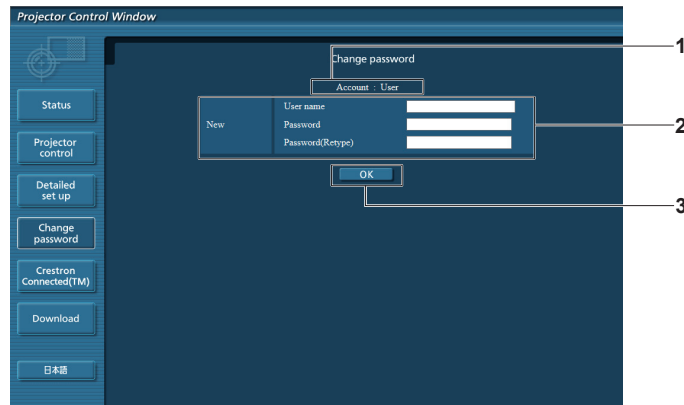 Projector Control Window
Change password
Account : User
New
User name
Password
Password(Retype)
OK
Status
Projector
control
Detailed
set up
Change
password
Crestron
Connected(TM)
Download
日本語
1
2
3